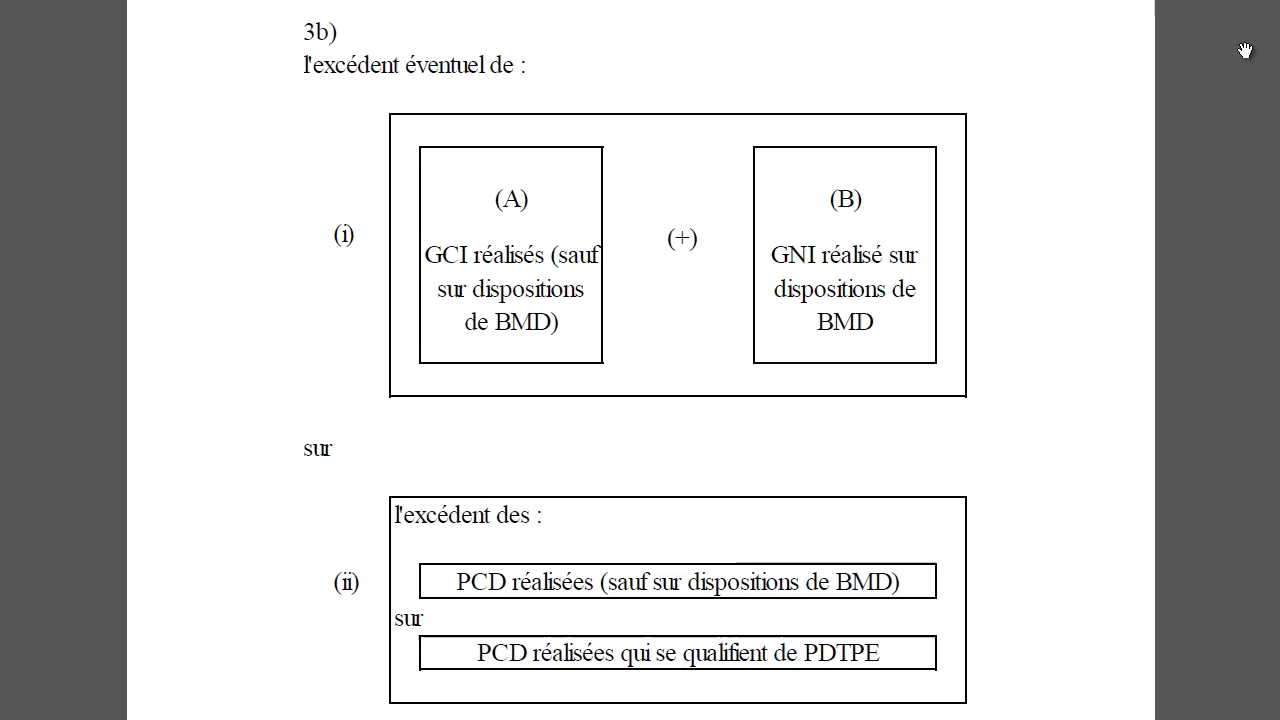 3b)
l'excédent éventuel de :
(i)
(A)
GCI réalisés (sauf
sur dispositions
de BMD)
(+)
(B)
GNI réalisé sur
dispositions de
BMD
sur
(ii)
l'excédent des :
PCD réalisées (sauf sur dispositions de BMD)
sur
PCD réalisées qui se qualifient de PDTPE